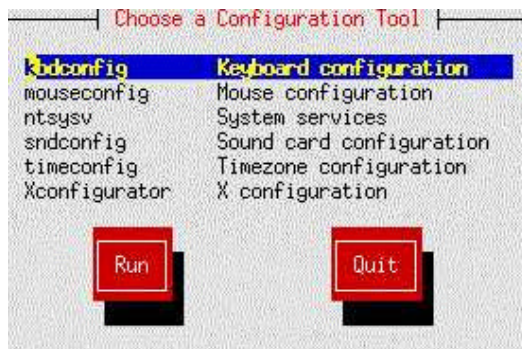 Choose a Configuration Tool
kbdconfig Keyboard configuration
mouseconfig Mouse configuration
ntsysv System services
sndconfig Sound card configuration
timeconfig Timezone configuration
Xconfigurator X configuration
Run Quit